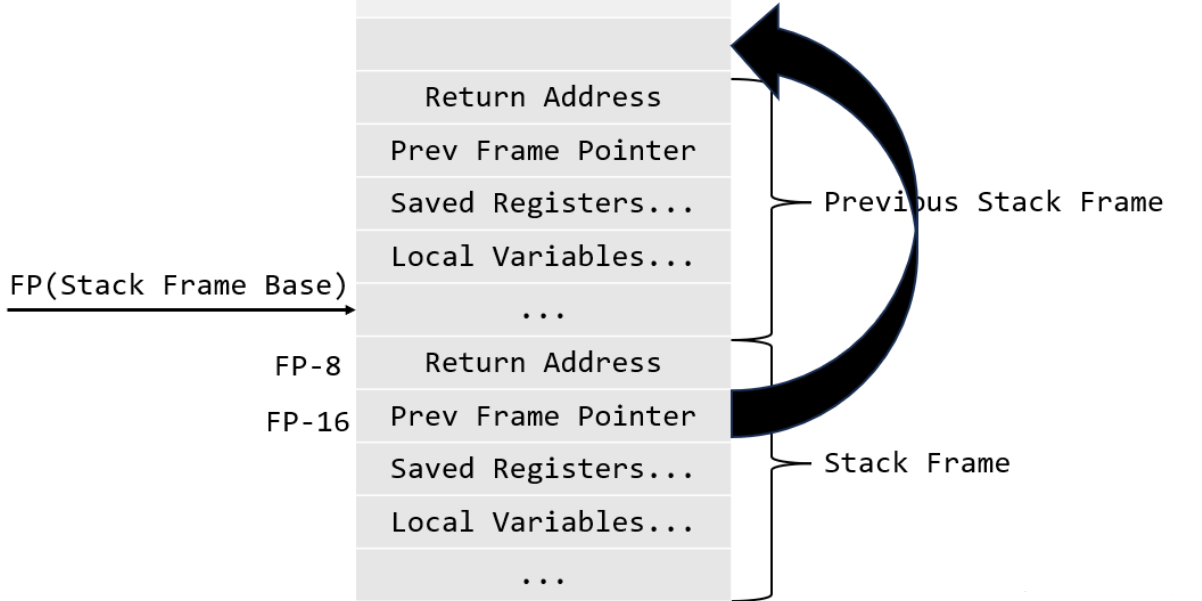 Return Address
Prev Frame Pointer
Saved Registers...
Previous Stack Frame
Local Variables...
FP(Stack Frame Base)
...
FP-8
Return Address
FP-16
Prev Frame Pointer
Saved Registers...
Stack Frame
Local Variables...
...